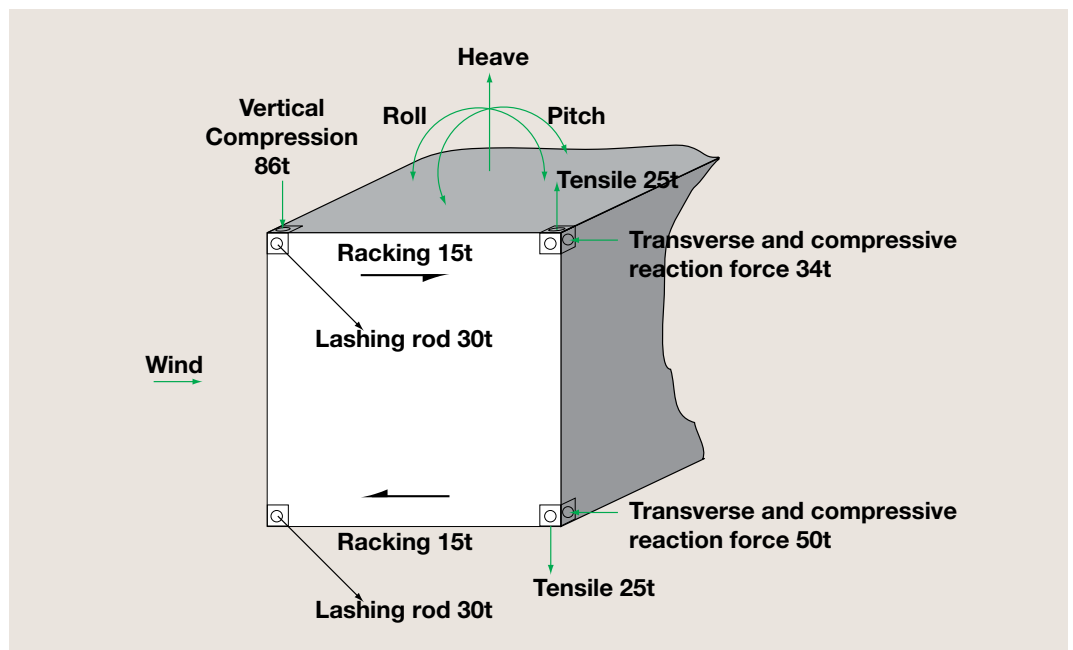 Heave
Roll
Pitch
Vertical
Compression
86t
Tensile 25t
Racking 15t
Transverse and compressive
reaction force 34t
Lashing rod 30t
Wind
Transverse and compressive
reaction force 50t
Racking 15t
Tensile 25t
Lashing rod 30t